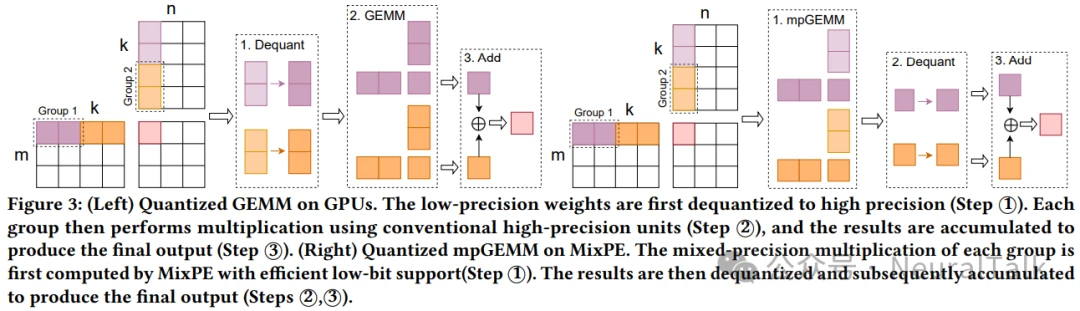 n
k
Group 2
Group 1
k
m
1. Dequant
2. GEMM
3. Add
n
k
Group 2
Group 1
k
m
1. mpGEMM
2. Dequant
3. Add
Figure 3: (Left) Quantized GEMM on GPUs. The low-precision weights are first dequantized to high precision (Step ①). Each
group then performs multiplication using conventional high-precision units (Step ②), and the results are accumulated to
produce the final output (Step ③). (Right) Quantized mpGEMM on MixPE. The mixed-precision multiplication of each group is
first computed by MixPE with efficient low-bit support(Step ①). The results are then dequantized and subsequently accumulated
to produce the final output (Steps ②,③).
公众号 · NeuralTalk